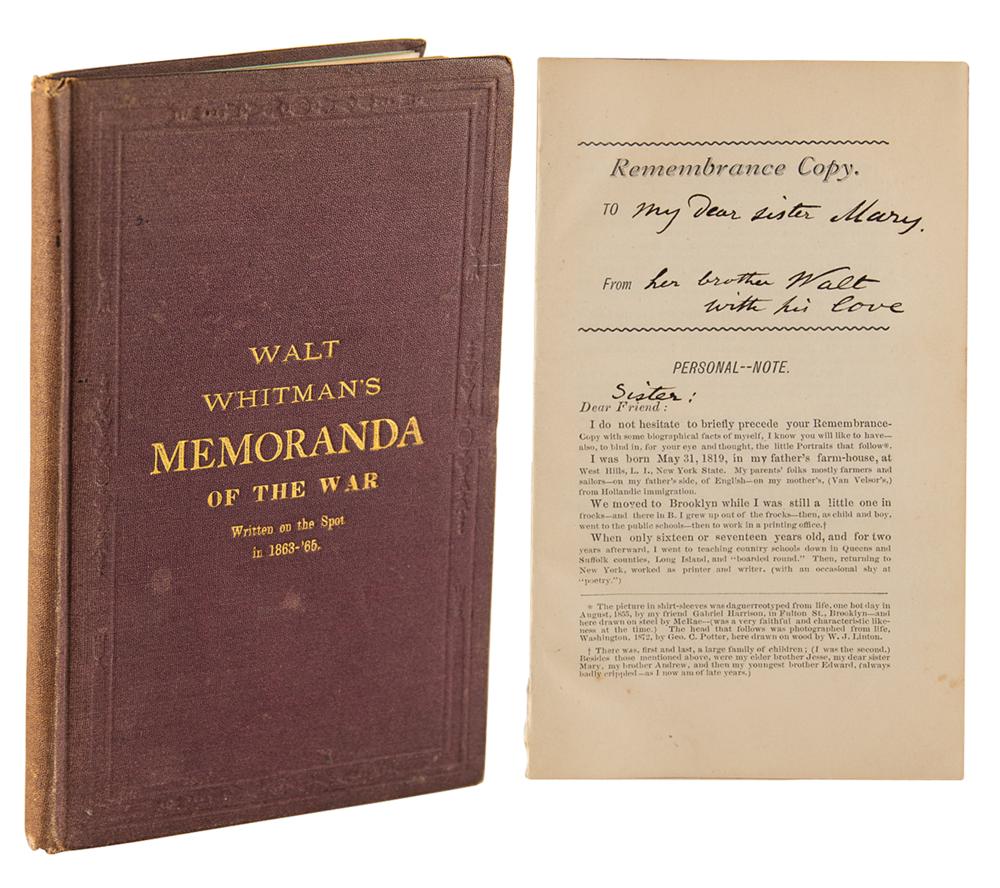 WALT
WHITMAN'S
MEMORANDA
OF THE WAR
Written on the Spot
in 1863-'65.
Remembrance Copy.
TO my dear sister Mary.
From her brother Walt
with his love
PERSONAL--NOTE.
Sister:
Dear Friend:
I do not hesitate to briefly precede your Remembrance-
Copy with some biographical facts of myself, I know you will like to have—
also, to bind in, for your eye and thought, the little Portraits that follow*.
I was born May 31, 1819, in my father's farm-house, at
West Hills, L. I., New York State. My parents' folks mostly farmers and
sailors—on my father's side, of English—on my mother's, (Van Velsor's,)
from Hollandic immigration.
We moved to Brooklyn while I was still a little one in
frocks—and there in B. I grew up out of the frocks—then, as child and boy,
went to the public schools—then to work in a printing office.†
When only sixteen or seventeen years old, and for two
years afterward, I went to teaching country schools down in Queens and
Suffolk counties, Long Island, and "boarded round." Then, returning to
New York, worked as printer and writer, (with an occasional shy at
"poetry.")
* The picture in shirt-sleeves was daguerreotyped from life, one hot day in
August, 1855, by my friend Gabriel Harrison, in Fulton St., Brooklyn—and
here drawn on steel by McRae—(was a very faithful and characteristic like-
ness at the time.) The head that follows was photographed from life,
Washington, 1872, by Geo. C. Potter, here drawn on wood by W. J. Linton.
† There was, first and last, a large family of children; (I was the second.)
Besides those mentioned above, were my elder brother Jesse, my dear sister
Mary, my brother Andrew, and then my youngest brother Edward, (always
badly crippled—as I now am of late years.)